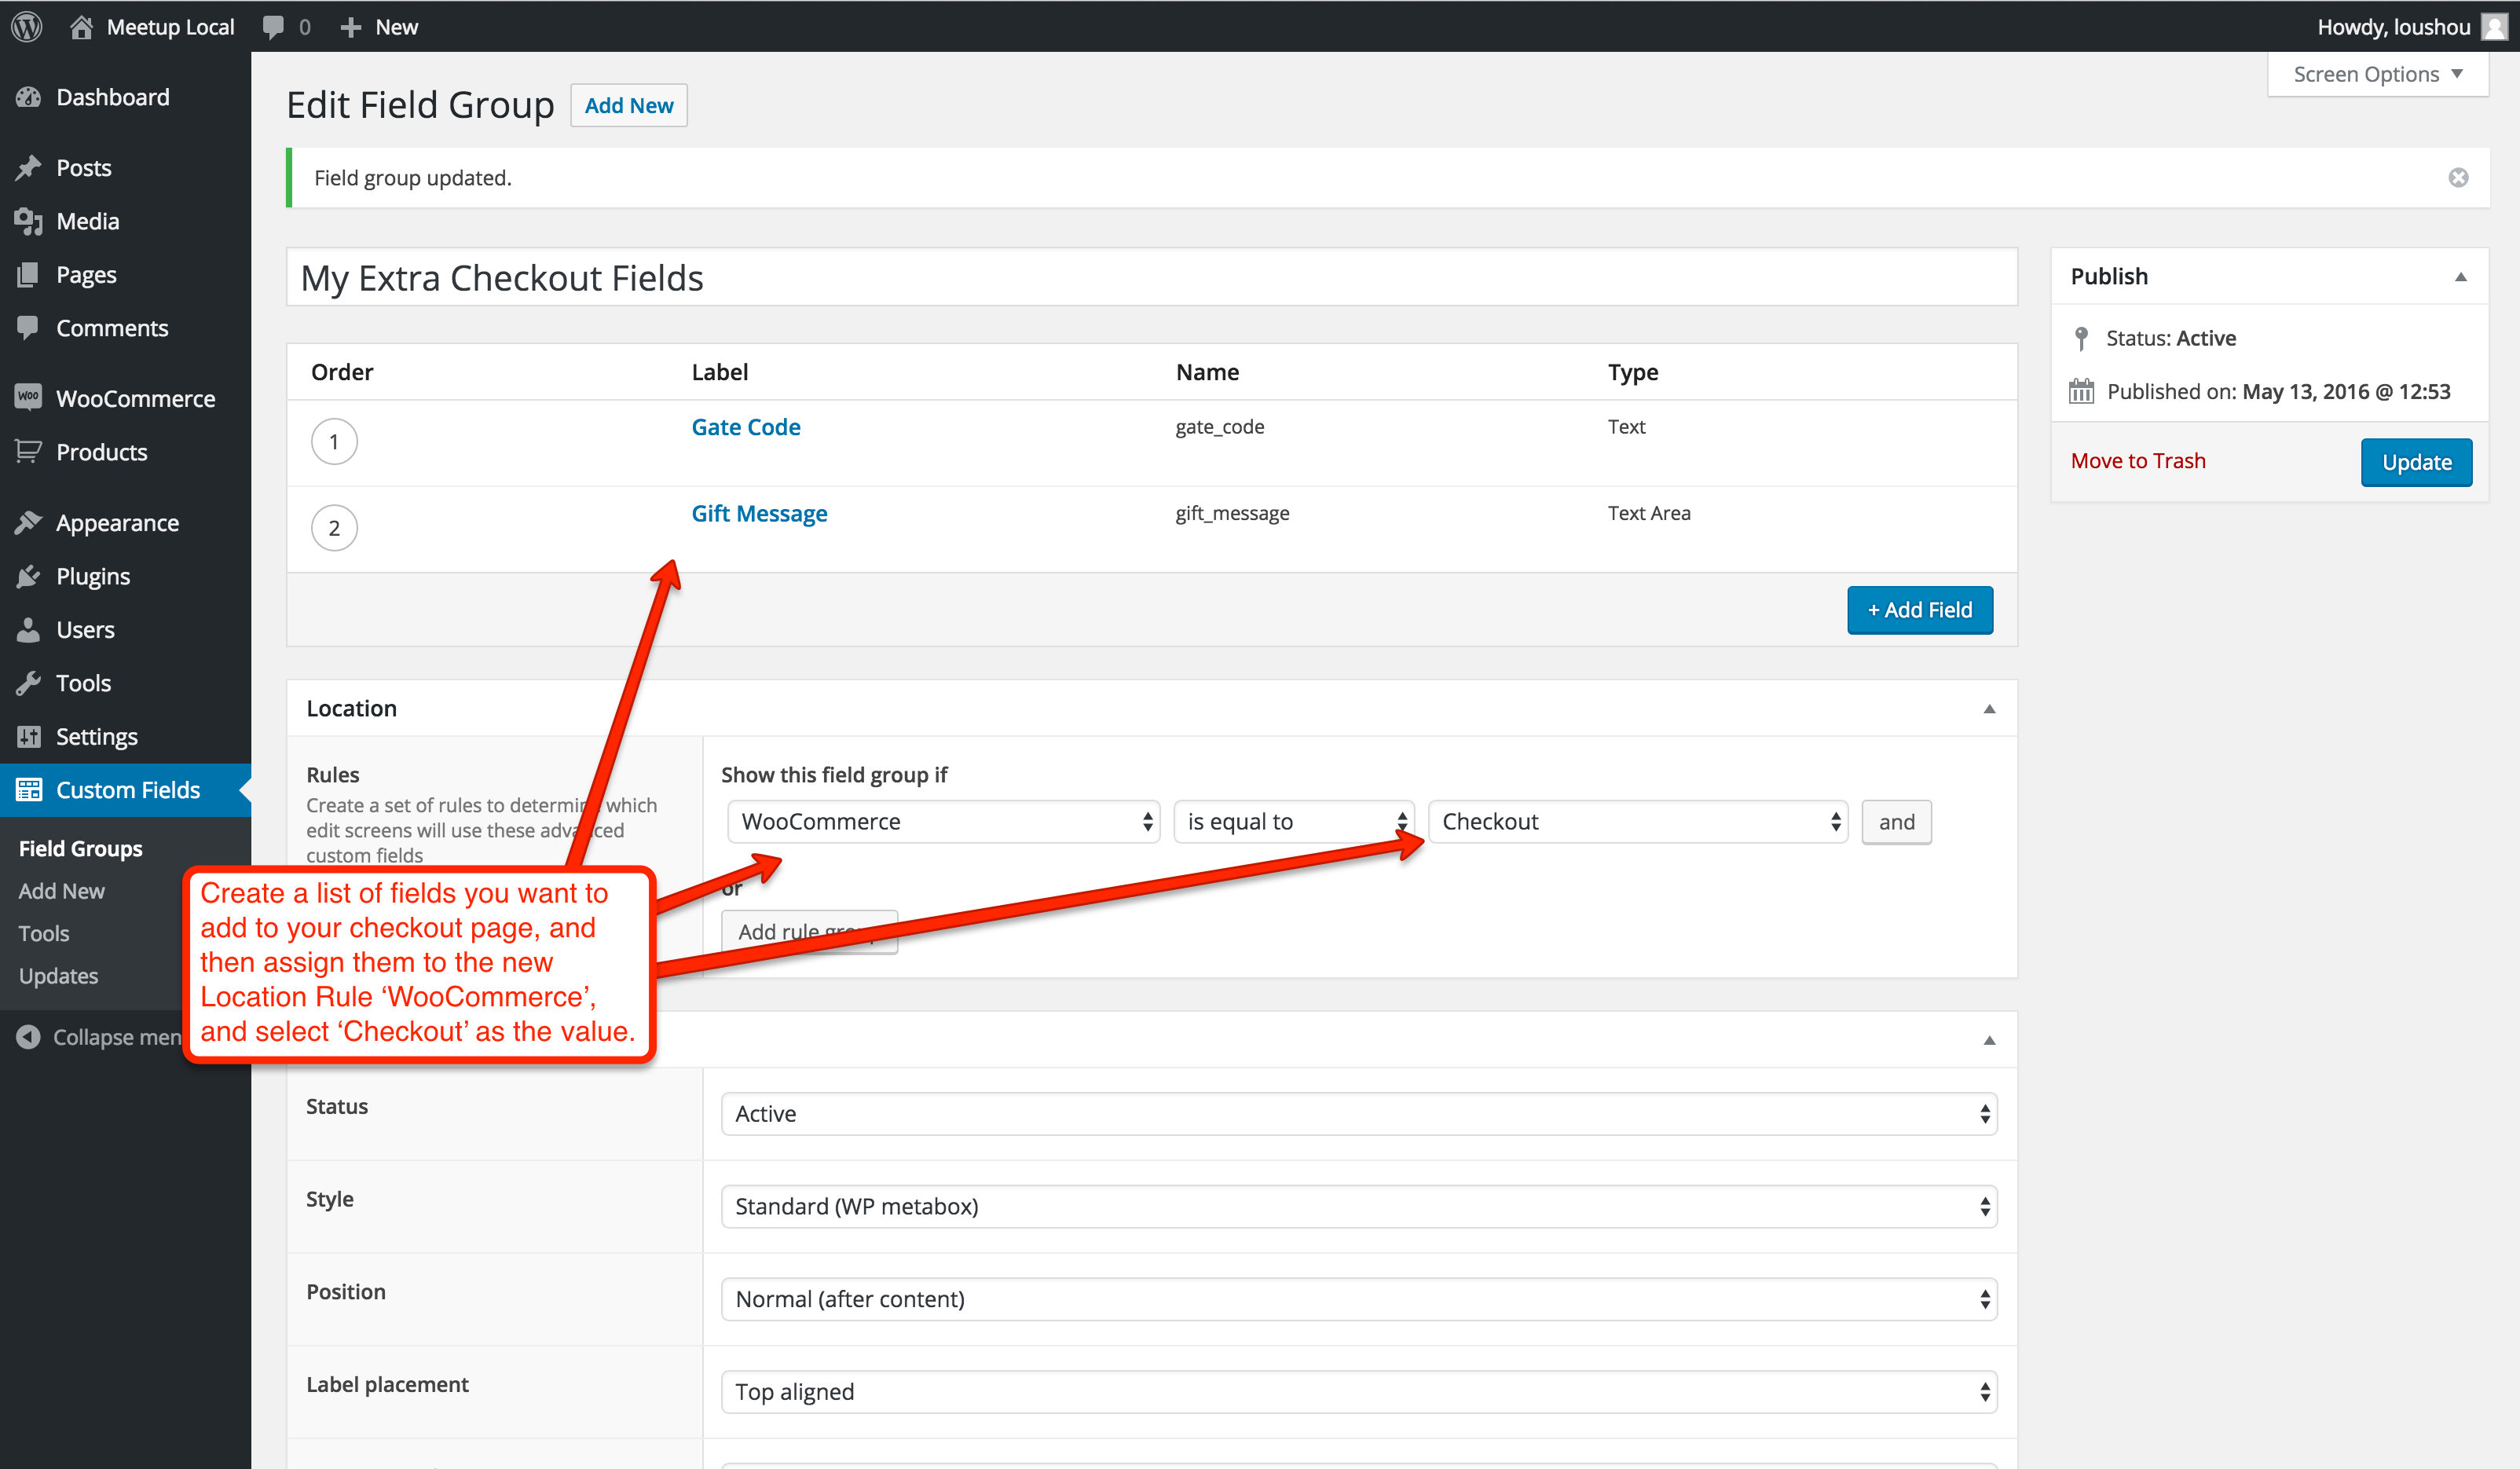 Meetup Local 0 New Howdy, loushou
Screen Options
Dashboard
Posts
Media
Pages
Comments
WooCommerce
Products
Appearance
Plugins
Users
Tools
Settings
Custom Fields
Field Groups
Add New
Tools
Updates
Collapse men
Edit Field Group Add New
Field group updated.
My Extra Checkout Fields
Order Label Name Type
1 Gate Code gate_code Text
2 Gift Message gift_message Text Area
+ Add Field
Publish
Status: Active
Published on: May 13, 2016 @ 12:53
Move to Trash Update
Location
Rules
Create a set of rules to determine which
edit screens will use these advanced
custom fields
Show this field group if
WooCommerce is equal to Checkout and
or
Add rule group
Create a list of fields you want to
add to your checkout page, and
then assign them to the new
Location Rule ‘WooCommerce’,
and select ‘Checkout’ as the value.
Status Active
Style Standard (WP metabox)
Position Normal (after content)
Label placement Top aligned